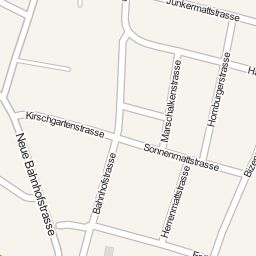 Junkermattstrasse
Marschalkenstrasse
Homburgerstrasse
Kirschgartenstrasse
Sonnenmattstrasse
Neue Bahnhofstrasse
Bahnhofstrasse
Herrenmattstrasse